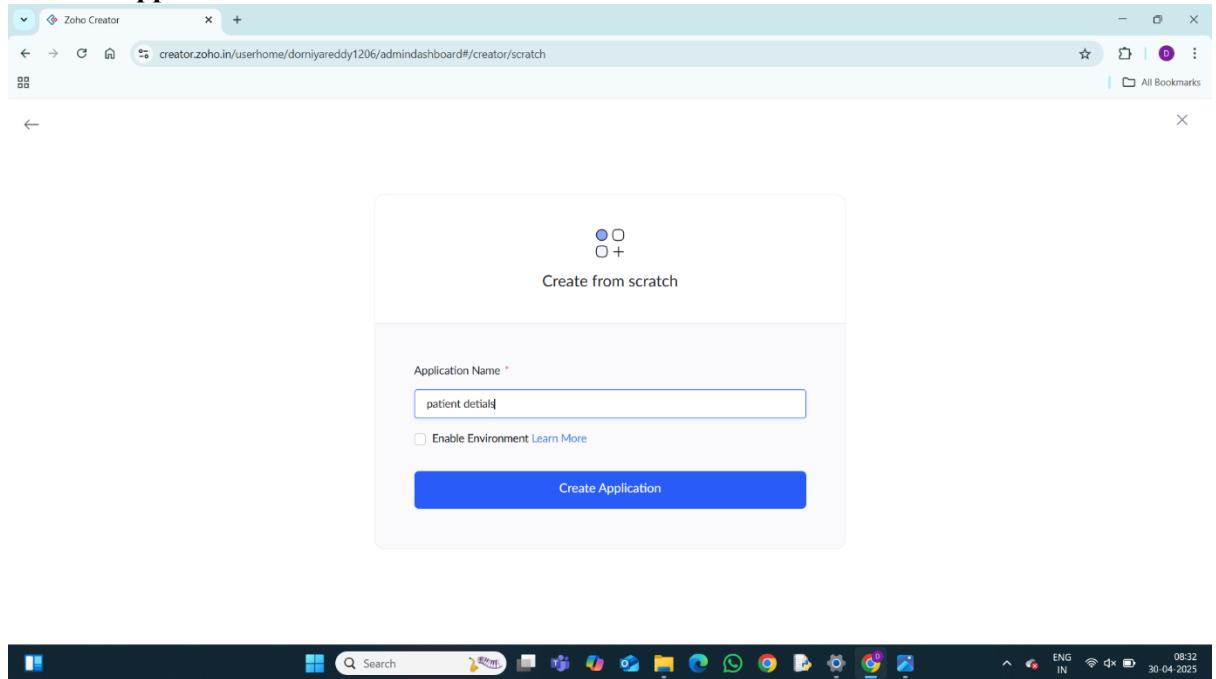 Zoho Creator
creator.zoho.in/userhome/dorniyareddy1206/admindashboard#/creator/scratch
D
All Bookmarks
Create from scratch
Application Name *
patient detials
Enable Environment Learn More
Create Application
Search
ENG
IN
08:32
30-04-2025